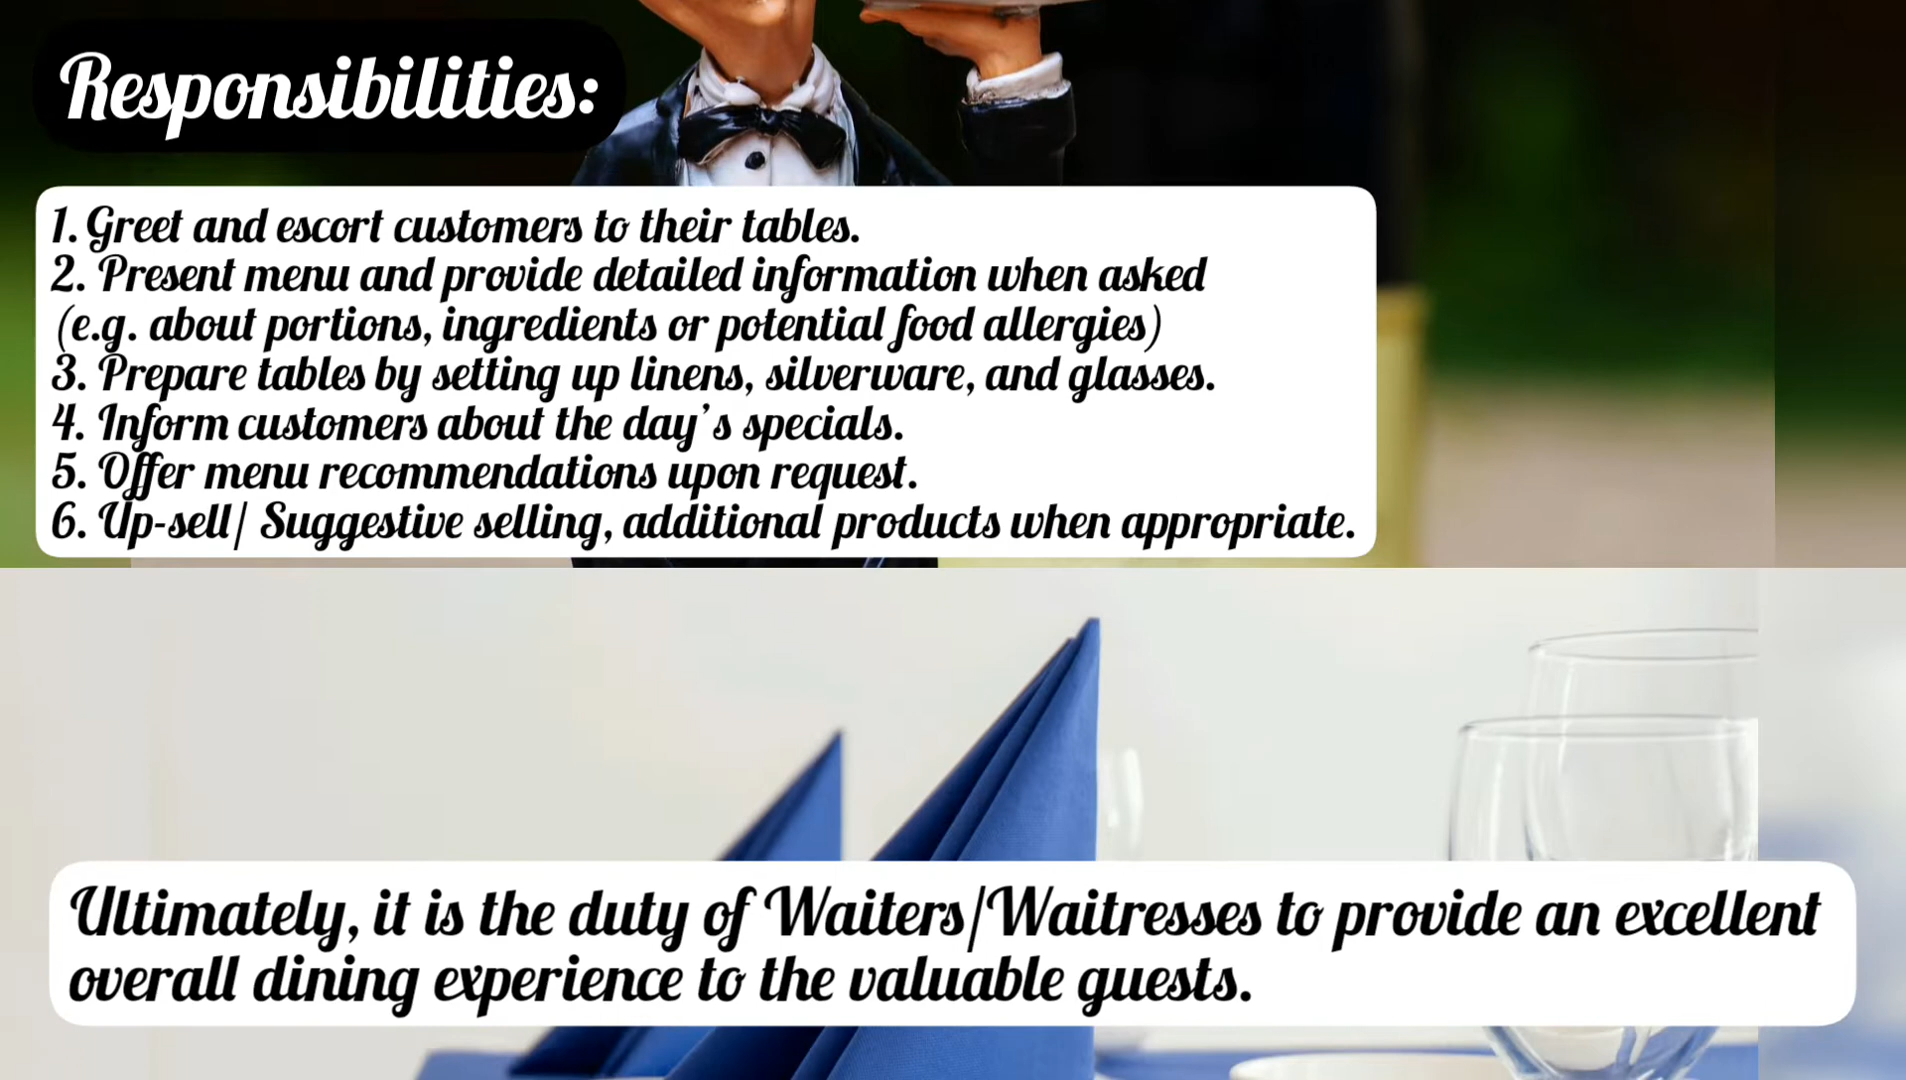 Responsibilities:
1. Greet and escort customers to their tables.
2. Present menu and provide detailed information when asked
(e.g. about portions, ingredients or potential food allergies)
3. Prepare tables by setting up linens, silverware, and glasses.
4. Inform customers about the day's specials.
5. Offer menu recommendations upon request.
6. Up-sell/ Suggestive selling, additional products when appropriate.
Ultimately, it is the duty of Waiters/Waitresses to provide an excellent
overall dining experience to the valuable guests.